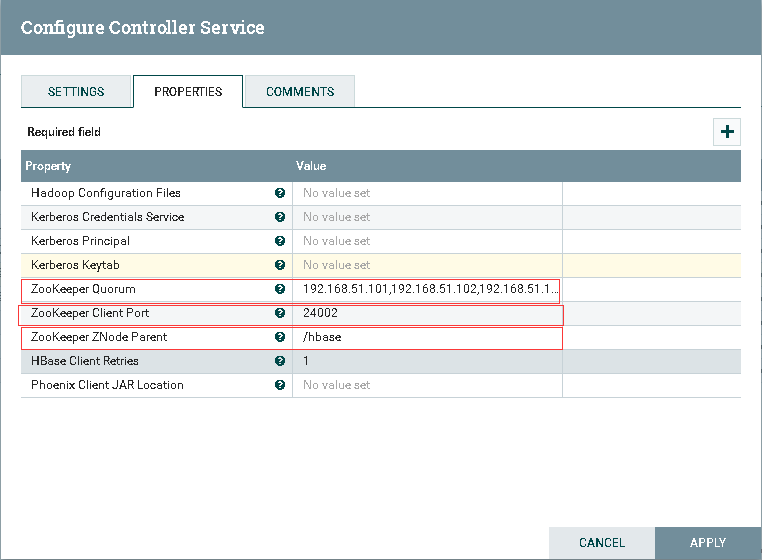 Configure Controller Service
SETTINGS PROPERTIES COMMENTS
Required field
Property Value
Hadoop Configuration Files ? No value set
Kerberos Credentials Service ? No value set
Kerberos Principal ? No value set
Kerberos Keytab ? No value set
ZooKeeper Quorum ? 192.168.51.101,192.168.51.102,192.168.51.1...
ZooKeeper Client Port ? 24002
ZooKeeper ZNode Parent ? /hbase
HBase Client Retries ? 1
Phoenix Client JAR Location ? No value set
CANCEL APPLY